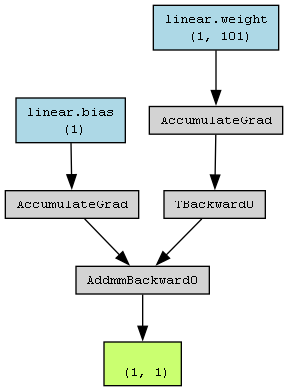 linear.weight
(1, 101)
linear.bias
(1)
AccumulateGrad
AccumulateGrad
TBackward0
AddmmBackward0
(1, 1)